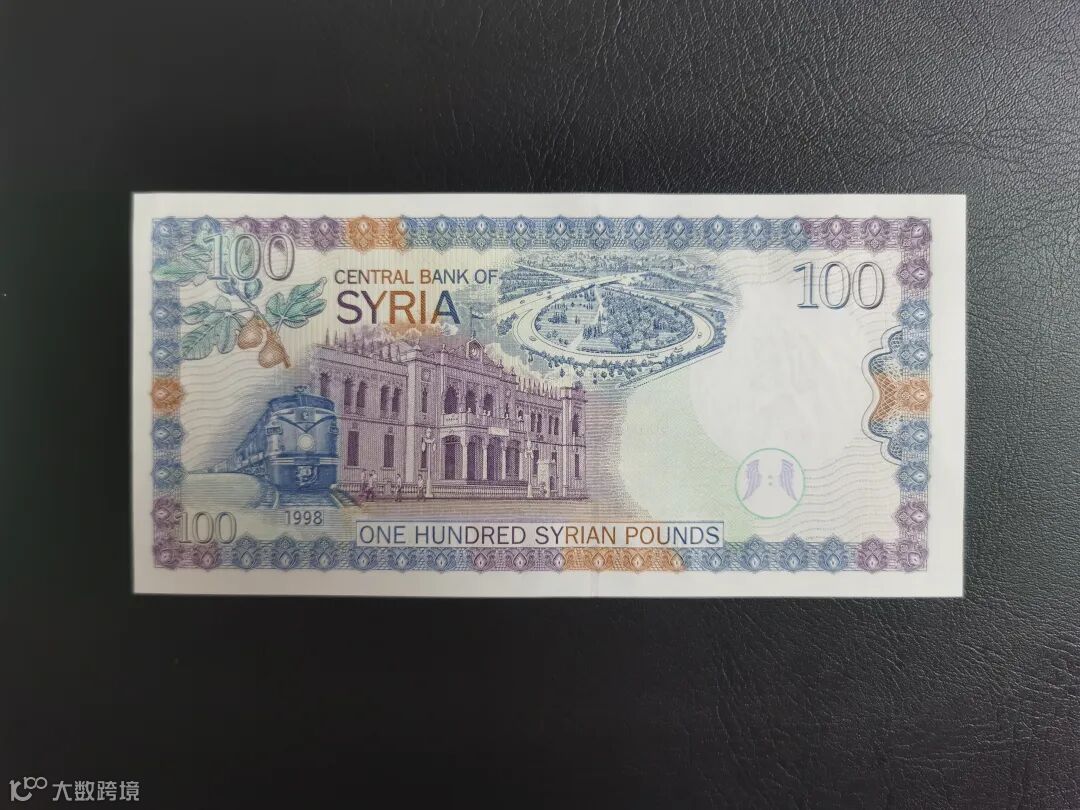 100
CENTRAL BANK OF
SYRIA
100
100
1998
ONE HUNDRED SYRIAN POUNDS
大数跨境